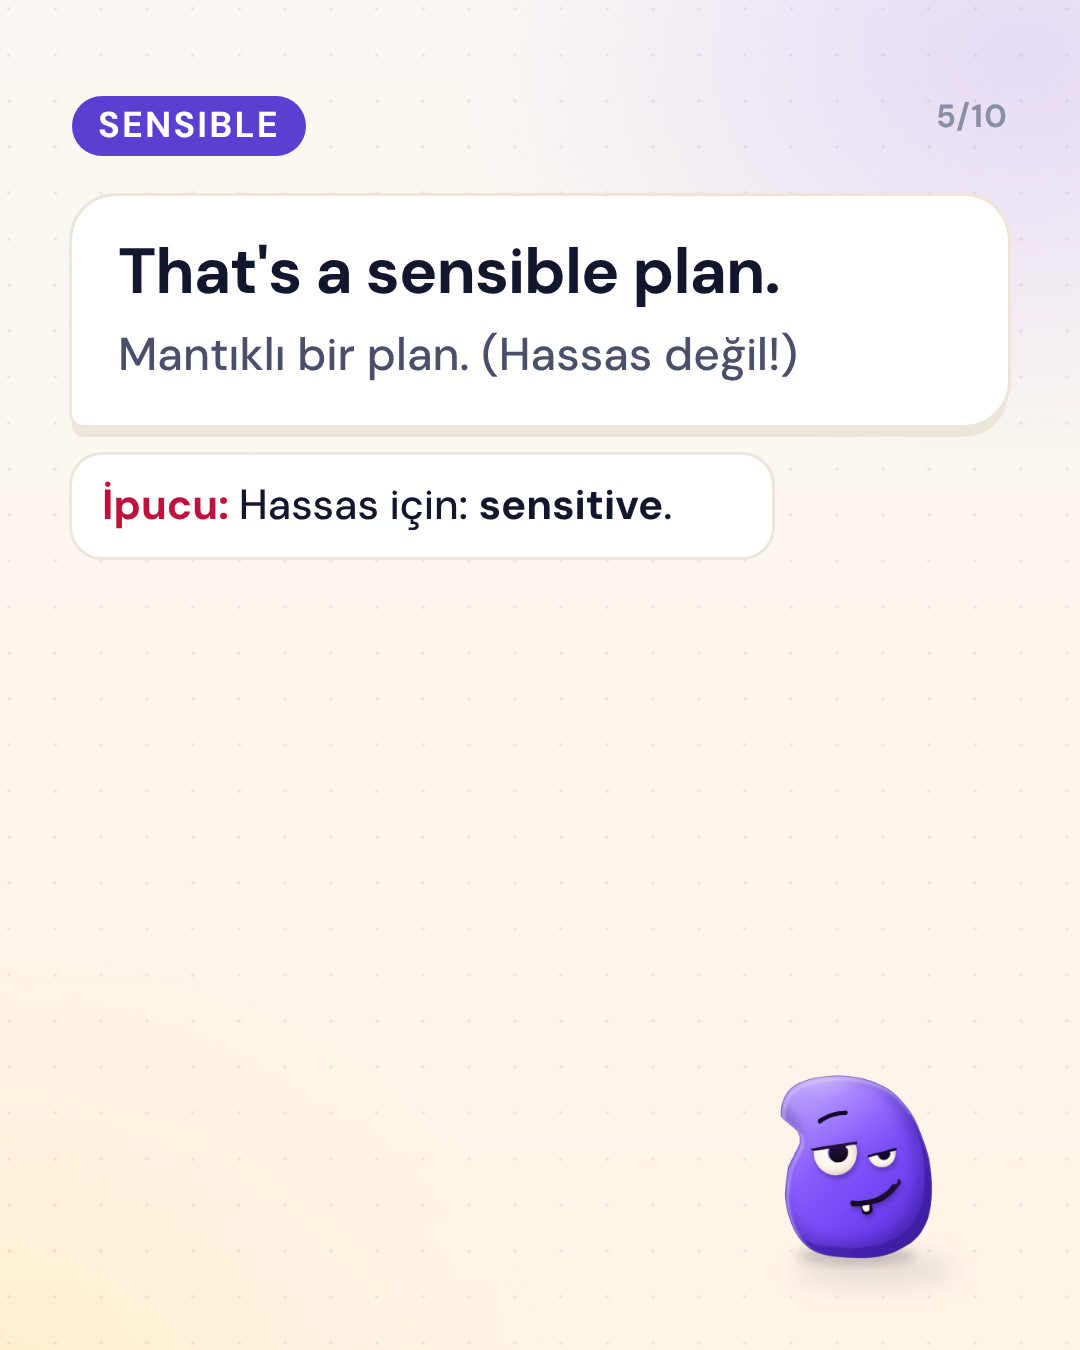 SENSIBLE
5/10
That's a sensible plan.
Mantıklı bir plan. (Hassas değil!)
İpucu: Hassas için: sensitive.